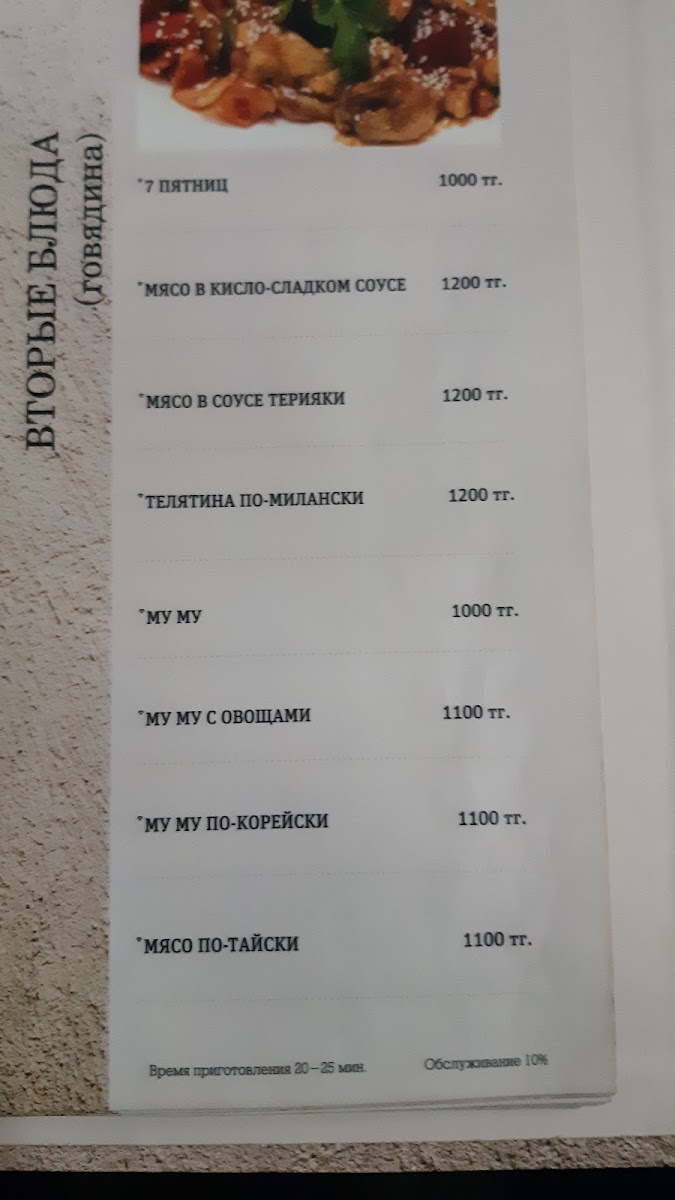 ВТОРЫЕ БЛЮДА
(говядина)
*7 ПЯТНИЦ 1000 тг.
*МЯСО В КИСЛО-СЛАДКОМ СОУСЕ 1200 тг.
*МЯСО В СОУСЕ ТЕРИЯКИ 1200 тг.
*ТЕЛЯТИНА ПО-МИЛАНСКИ 1200 тг.
*МУ МУ 1000 тг.
*МУ МУ С ОВОЩАМИ 1100 тг.
*МУ МУ ПО-КОРЕЙСКИ 1100 тг.
*МЯСО ПО-ТАЙСКИ 1100 тг.
Время приготовления 20–25 мин. Обслуживание 10%